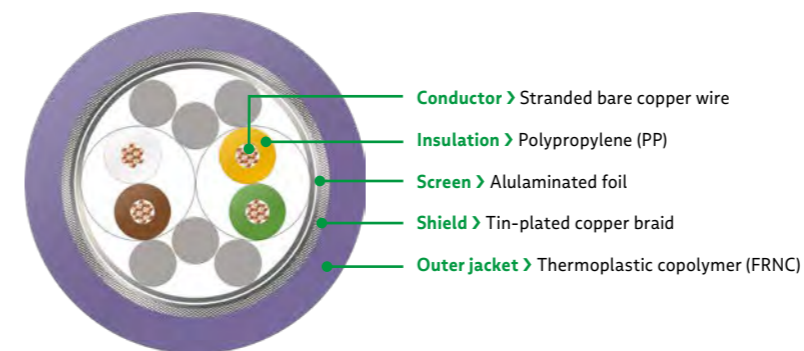 Conductor › Stranded bare copper wire
Insulation › Polypropylene (PP)
Screen › Alulaminated foil
Shield › Tin-plated copper braid
Outer jacket › Thermoplastic copolymer (FRNC)